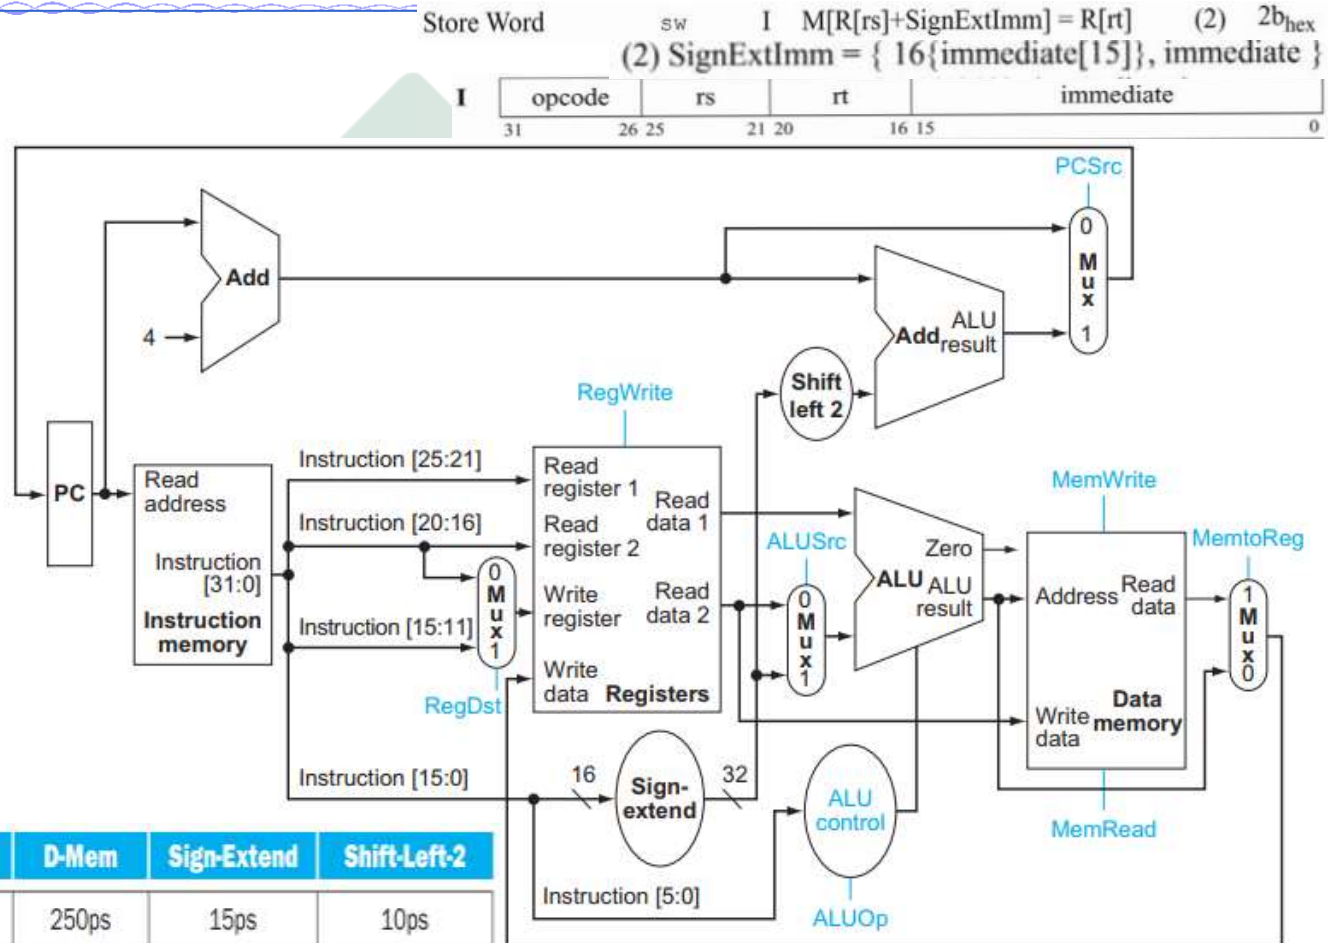 Store Word sw I M[R[rs]+SignExtImm] = R[rt] (2) 2bhex
(2) SignExtImm = { 16{immediate[15]}, immediate }
I opcode rs rt immediate
31 26 25 21 20 16 15 0
PCSrc
0
M
u
x
1
Add
4
Add ALU
result
Shift
left 2
RegWrite
PC
Read
address
Instruction
[31:0]
Instruction
memory
Instruction [25:21]
Instruction [20:16]
Instruction [15:11]
0
M
u
x
1
RegDst
Read
register 1
Read
register 2
Write
register
Write
data
Read
data 1
Read
data 2
Registers
ALUSrc
0
M
u
x
1
Zero
ALU ALU
result
MemWrite
Address
Read
data
Write
data
Data
memory
MemRead
MemtoReg
1
M
u
x
0
Instruction [15:0]
16
Sign-
extend
32
ALU
control
Instruction [5:0]
ALUOp
D-Mem Sign-Extend Shift-Left-2
250ps 15ps 10ps